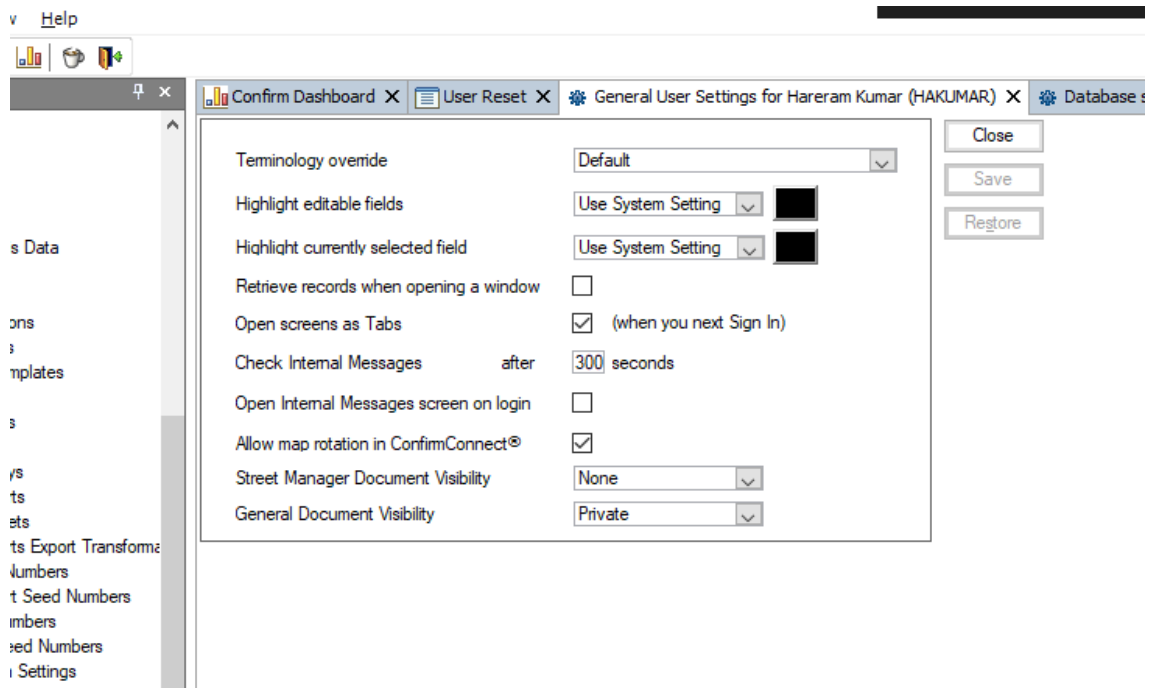 Help
Confirm Dashboard User Reset General User Settings for Hareram Kumar (HAKUMAR) Database
Close
Save
Restore
Terminology override Default
Highlight editable fields Use System Setting
Highlight currently selected field Use System Setting
Retrieve records when opening a window
Open screens as Tabs (when you next Sign In)
Check Internal Messages after 300 seconds
Open Internal Messages screen on login
Allow map rotation in ConfirmConnect®
Street Manager Document Visibility None
General Document Visibility Private
s Data
ons
s
mplates
s
ys
ts
ets
ts Export Transforma
Numbers
t Seed Numbers
umbers
eed Numbers
Settings